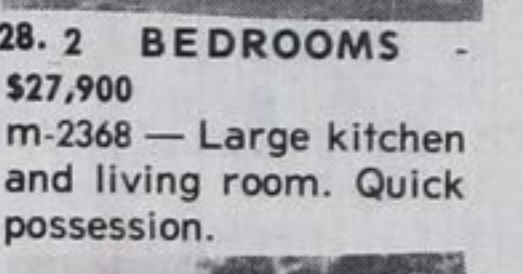 28. 2 BEDROOMS -
$27,900
m-2368 — Large kitchen
and living room. Quick
possession.